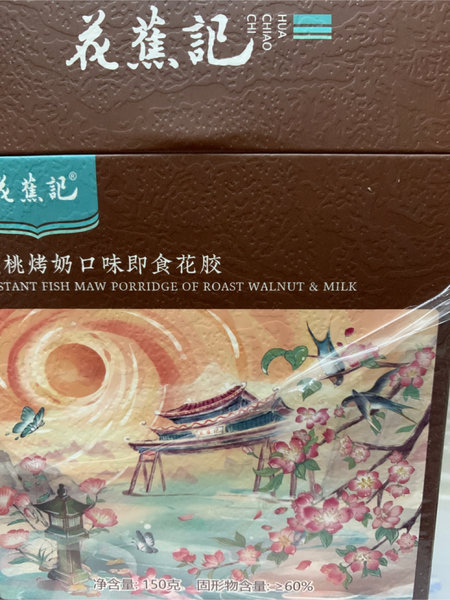 花蕉記
HUA
CHIAO
CHI
蕉記®
桃烤奶口味即食花胶
STANT FISH MAW PORRIDGE OF ROAST WALNUT & MILK
净含量: 150克 固形物含量: ≥60%